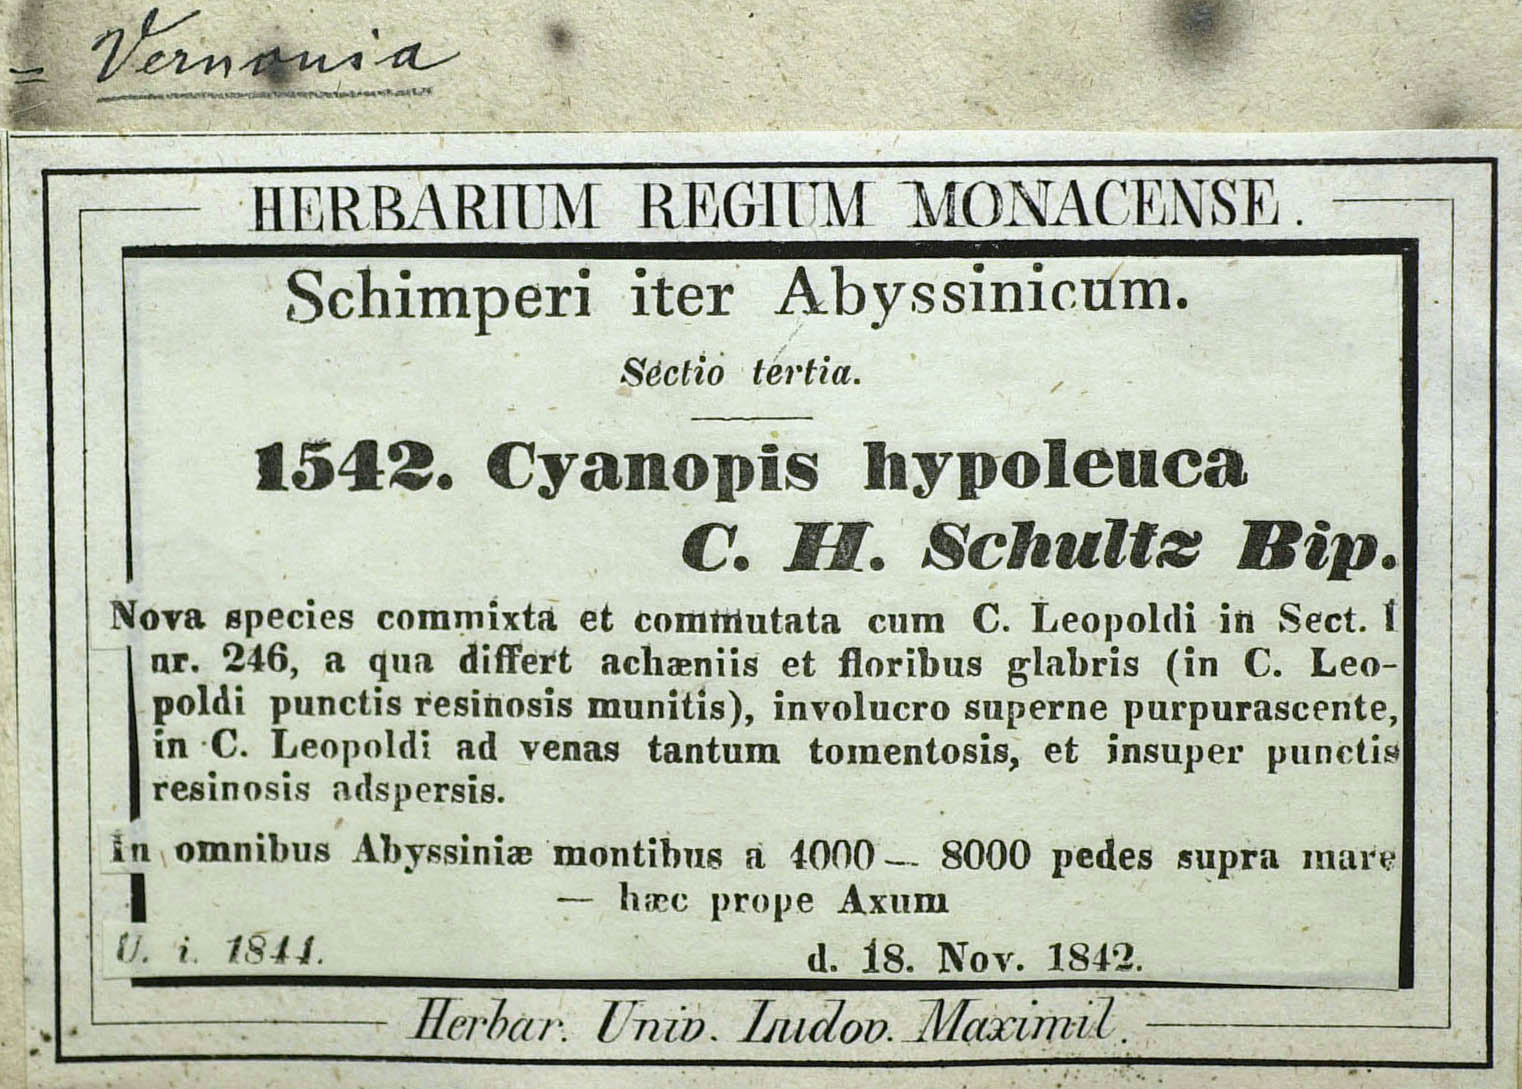 = Vernonia
HERBARIUM REGIUM MONACENSE.
Schimperi iter Abyssinicum.
Sectio tertia.
1542. Cyanopis hypoleuca
C. H. Schultz Bip.
Nova species commixta et commutata cum C. Leopoldi in Sect. I
nr. 246, a qua differt achæniis et floribus glabris (in C. Leo-
poldi punctis resinosis munitis), involucro superne purpurascente,
in C. Leopoldi ad venas tantum tomentosis, et insuper punctis
resinosis adspersis.
In omnibus Abyssiniæ montibus a 4000 — 8000 pedes supra mare
— hæc prope Axum
U. i. 1844. d. 18. Nov. 1842.
Herbar. Univ. Ludov. Maximil.